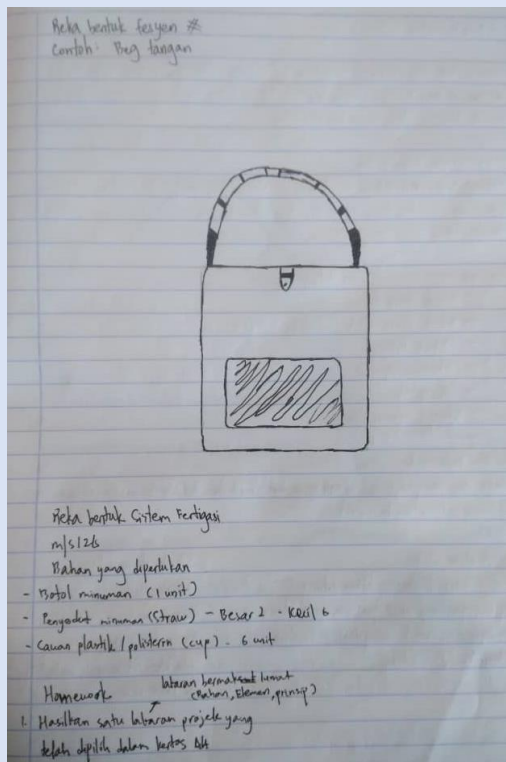 Reka bentuk fesyen *
Contoh: Beg tangan
Reka bentuk Sistem Fertigasi
m/s 126
Bahan yang diperlukan
- Botol minuman (1 unit)
- Penyedut minuman (Straw) - Besar 2 - Kecil 6
- Cawan plastik / polisterin (cup) - 6 unit
Homework
lakaran bermaklumat
(Bahan, Elemen, prinsip)
1. Hasilkan satu lakaran projek yang
telah dipilih dalam kertas A4